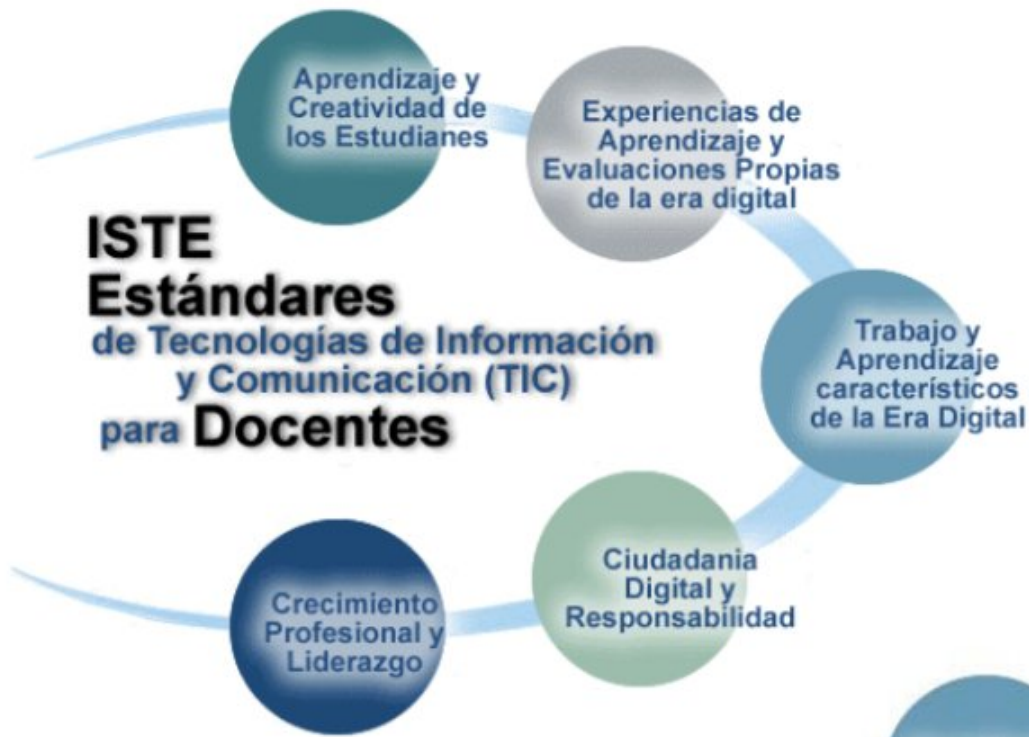 Aprendizaje y
Creatividad de
los Estudianes
Experiencias de
Aprendizaje y
Evaluaciones Propias
de la era digital
ISTE
Estándares
de Tecnologías de Información
y Comunicación (TIC)
para Docentes
Trabajo y
Aprendizaje
característicos
de la Era Digital
Ciudadania
Digital y
Responsabilidad
Crecimiento
Profesional y
Liderazgo